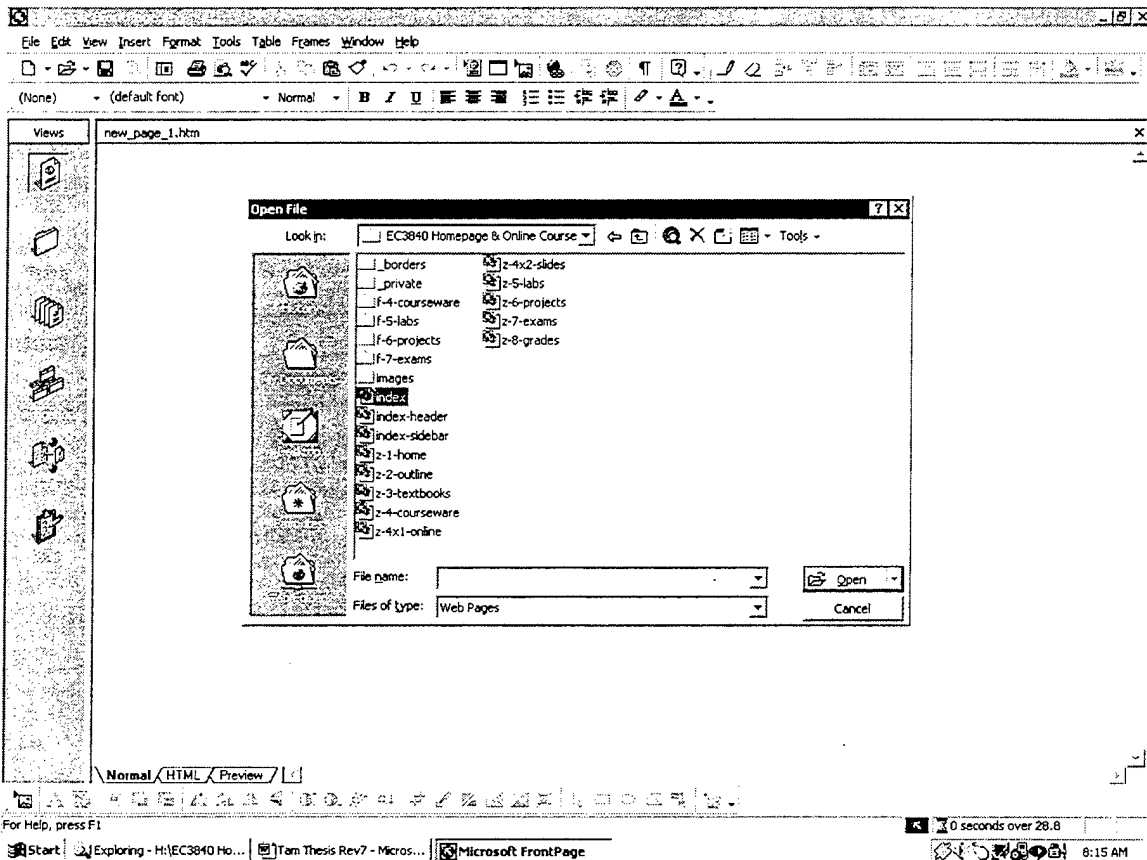 File Edit View Insert Format Tools Table Frames Window Help
(None) (default font) Normal B I U A
Views new_page_1.htm
Open File
Look in: EC3840 Homepage & Online Course Tools
_borders
_private
f-4-courseware
f-5-labs
f-6-projects
f-7-exams
images
index
index-header
index-sidebar
z-1-home
z-2-outline
z-3-textbooks
z-4-courseware
z-4x1-online
z-4x2-slides
z-5-labs
z-6-projects
z-7-exams
z-8-grades
File name: Open
Files of type: Web Pages Cancel
Normal HTML Preview
For Help, press F1 0 seconds over 28.8
Start Exploring - H:\EC3840 Ho... Tam Thesis Rev7 - Micros... Microsoft FrontPage 8:15 AM